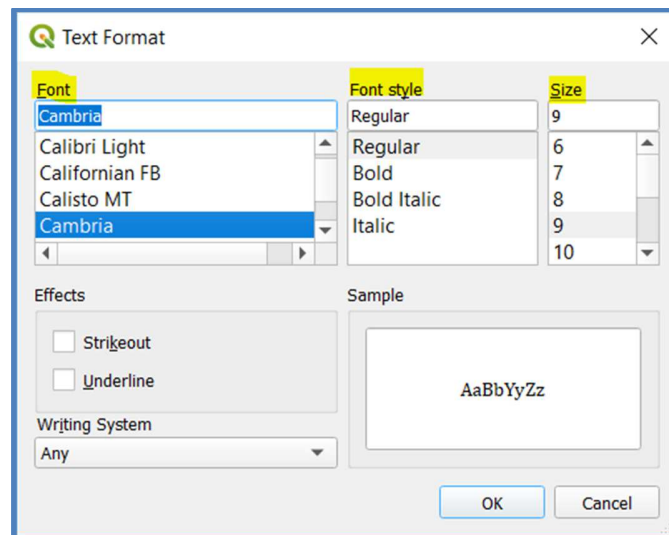 Text Format
Font
Font style
Size
Cambria
Regular
9
Calibri Light
Californian FB
Calisto MT
Cambria
Regular
Bold
Bold Italic
Italic
6
7
8
9
10
Effects
Sample
Strikeout
Underline
AaBbYyZz
Writing System
Any
OK
Cancel